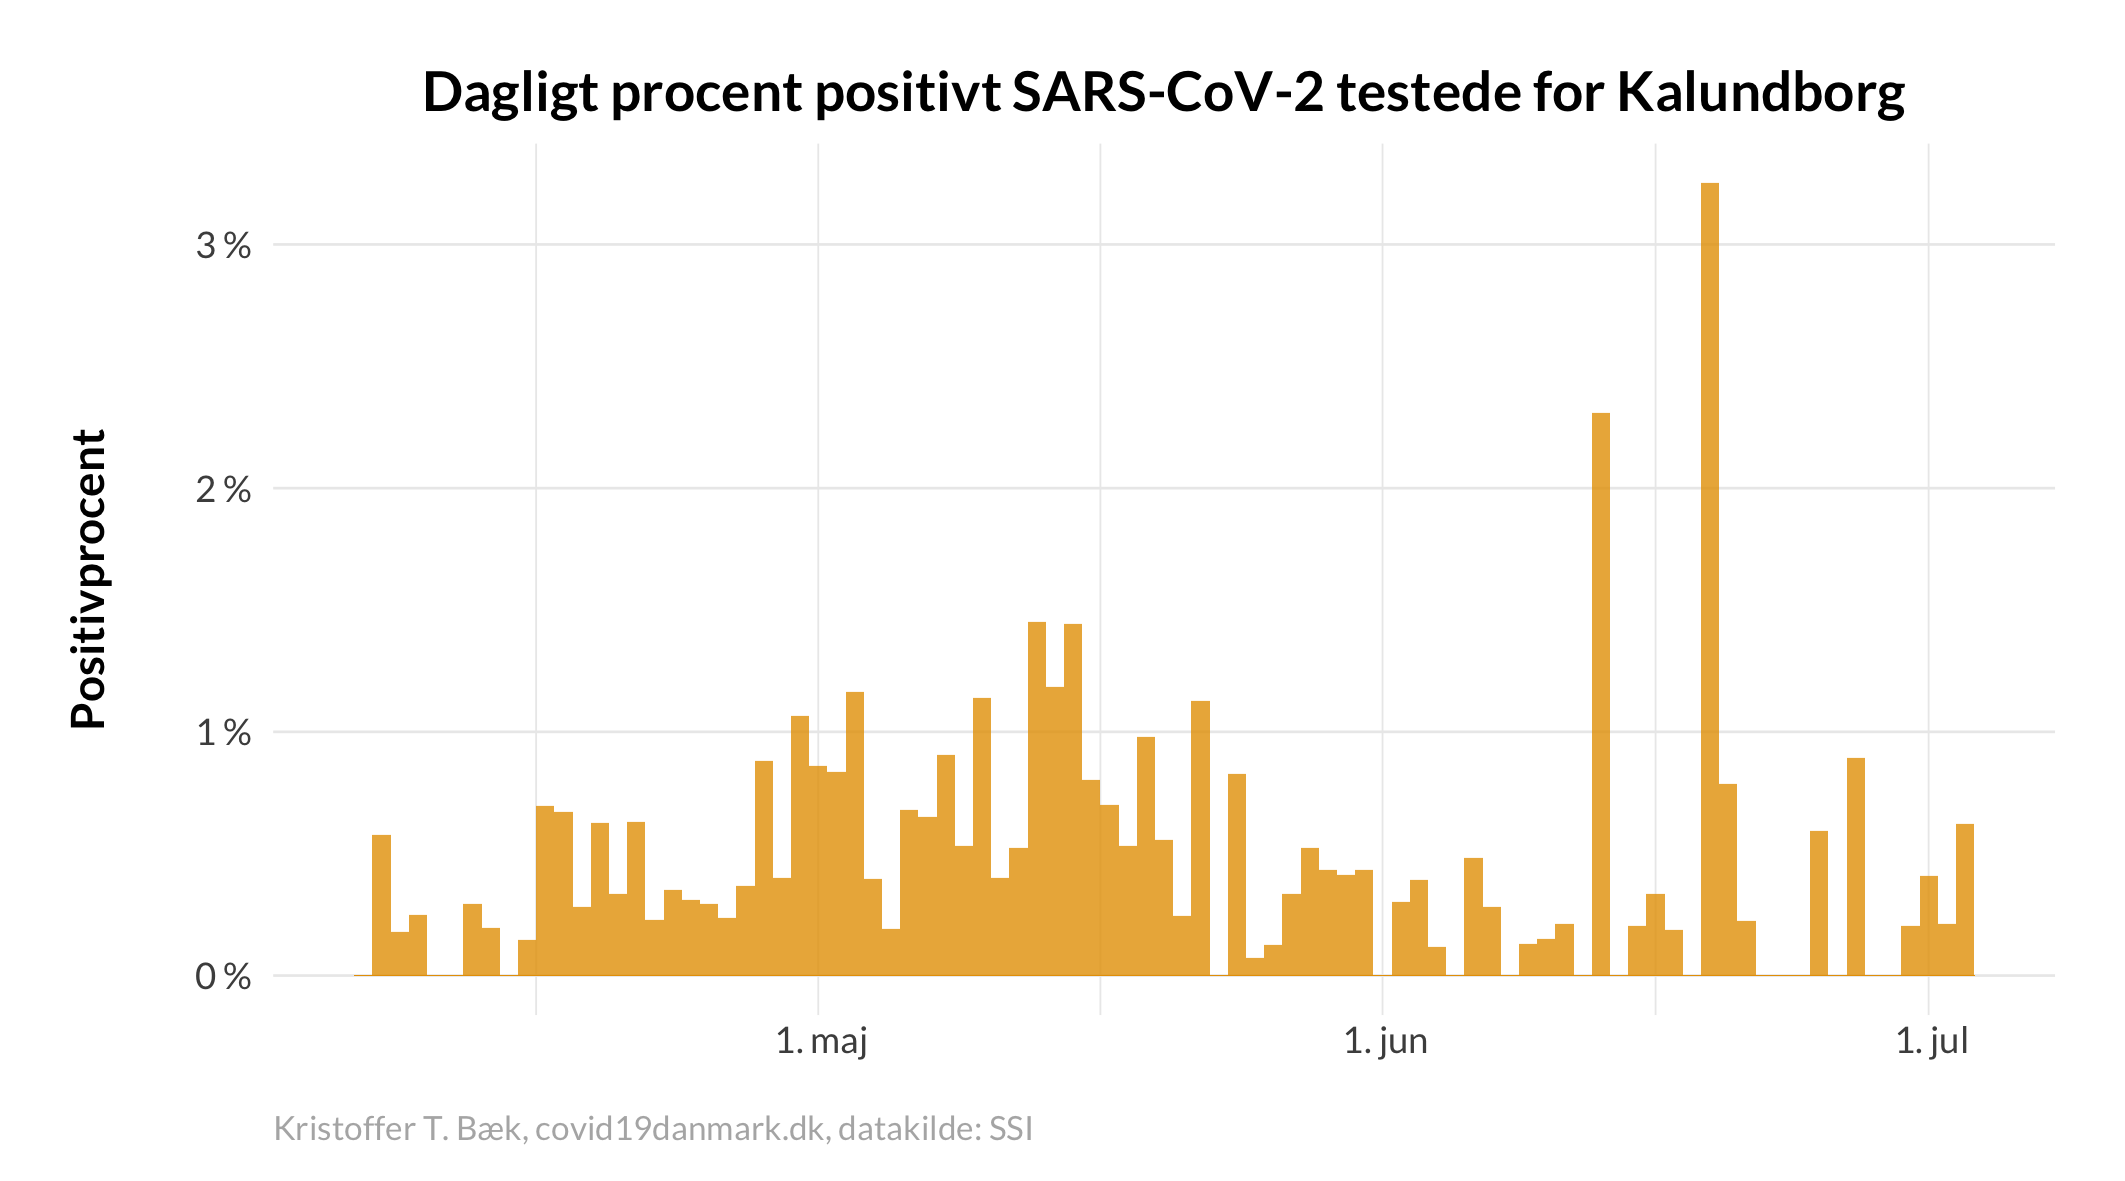 Dagligt procent positivt SARS-CoV-2 testede for Kalundborg
Positivprocent
3 %
2 %
1 %
0 %
1. maj
1. jun
1. jul
Kristoffer T. Bæk, covid19danmark.dk, datakilde: SSI